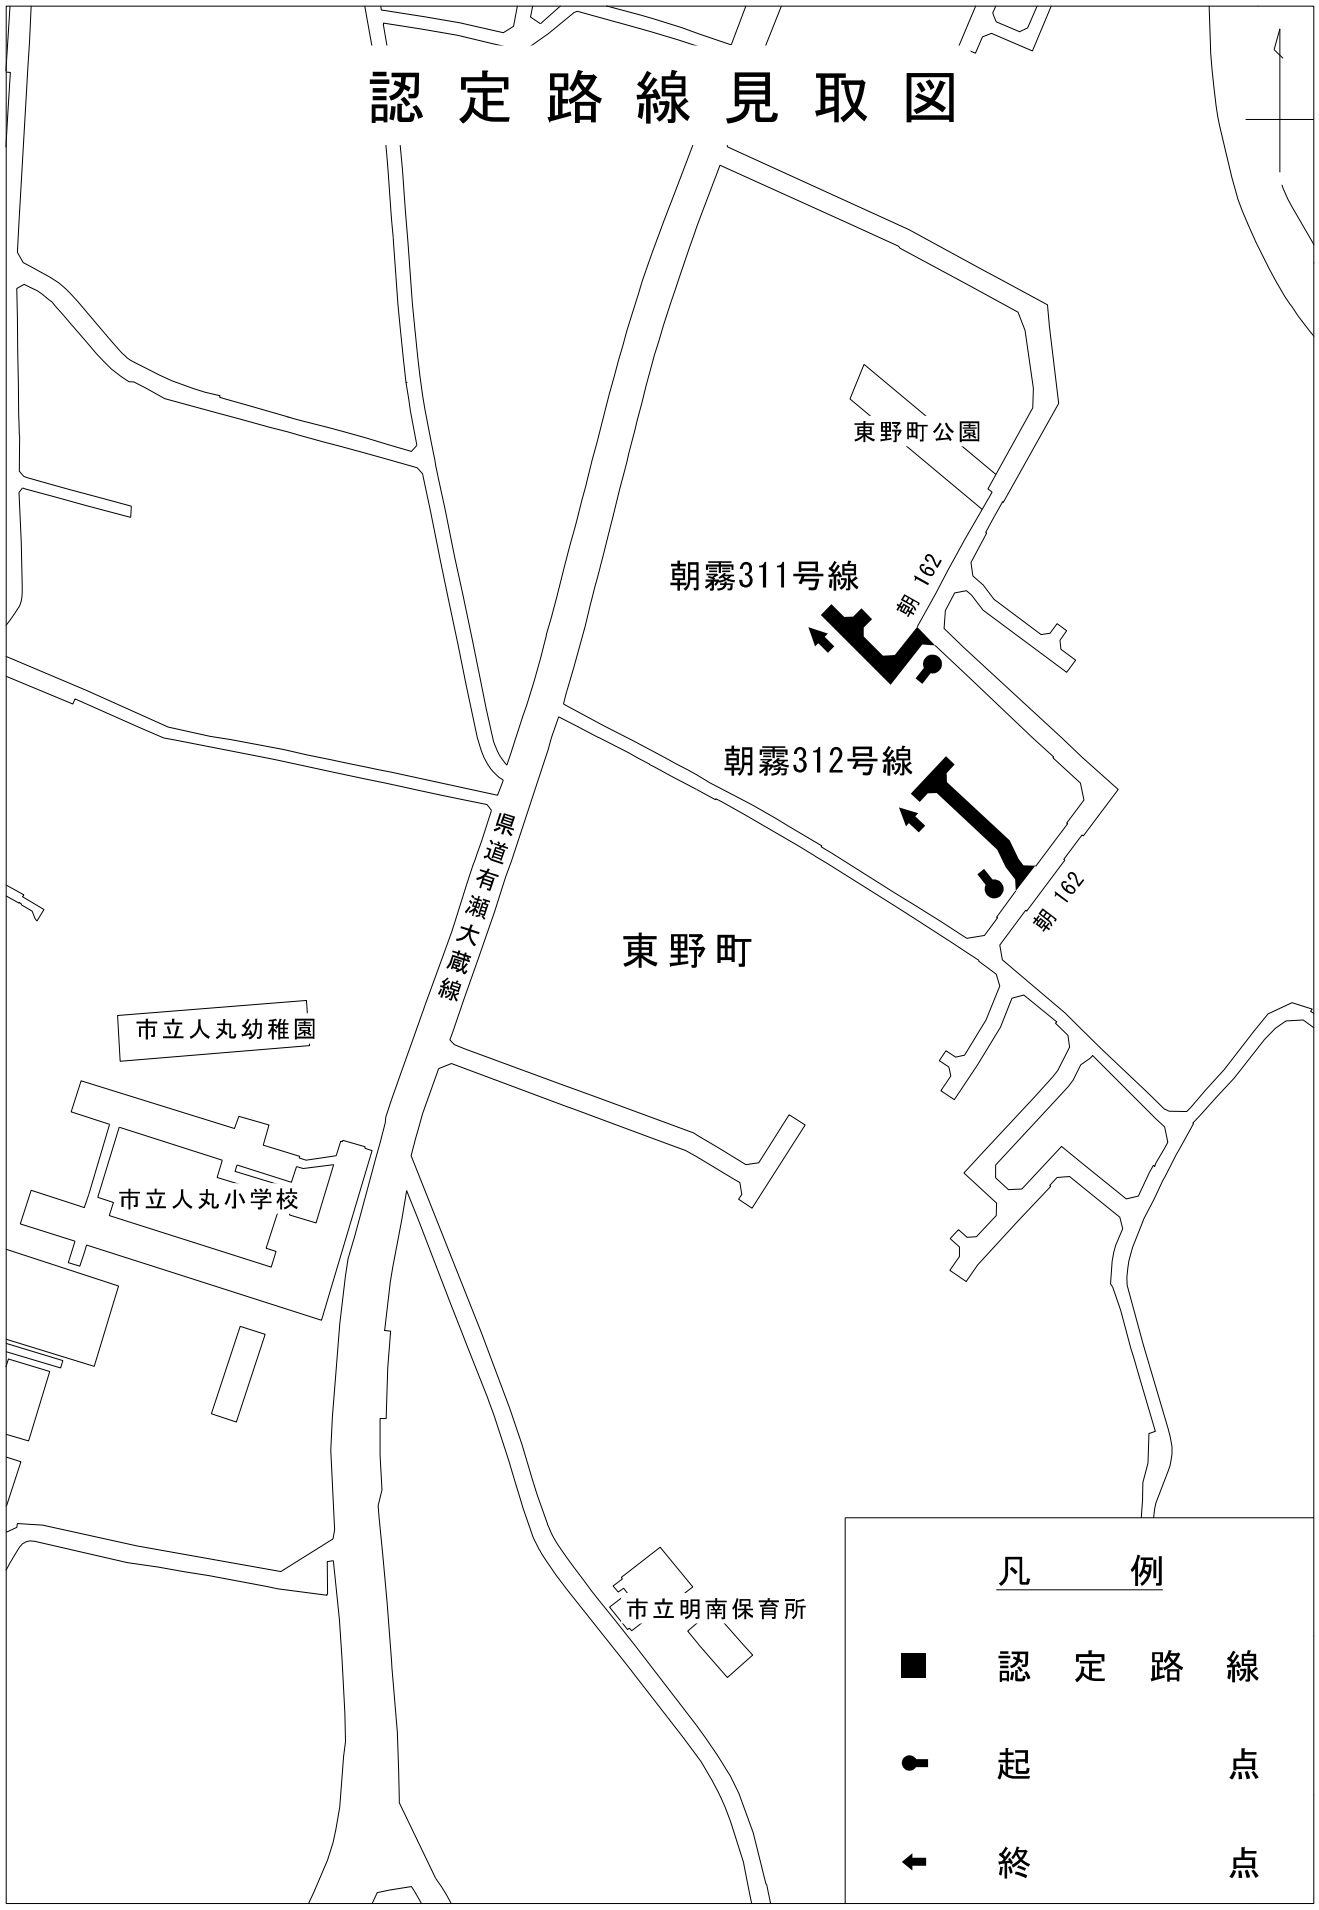 認定路線見取図
東野町公園
朝 162
朝霧311号線
朝霧312号線
県道有瀬大蔵線
朝 162
東野町
市立人丸幼稚園
市立人丸小学校
市立明南保育所
凡例
認定路線
起点
終点